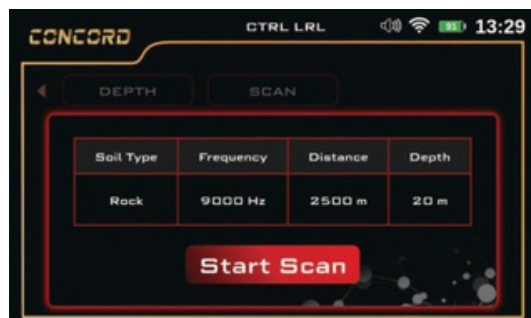 CONCORD CTRL LRL 91 13:29
DEPTH SCAN
Soil Type Frequency Distance Depth
Rock 9000 Hz 2500 m 20 m
Start Scan